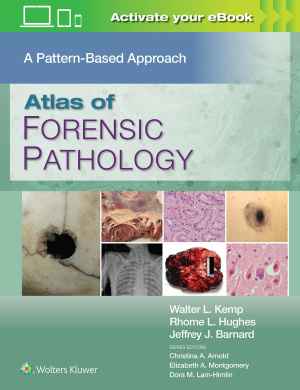 Activate your eBook
A Pattern-Based Approach
Atlas of
FORENSIC
PATHOLOGY
Walter L. Kemp
Rhome L. Hughes
Jeffrey J. Barnard
SERIES EDITORS
Christina A. Arnold
Elizabeth A. Montgomery
Dora M. Lam-Himlin
Wolters Kluwer